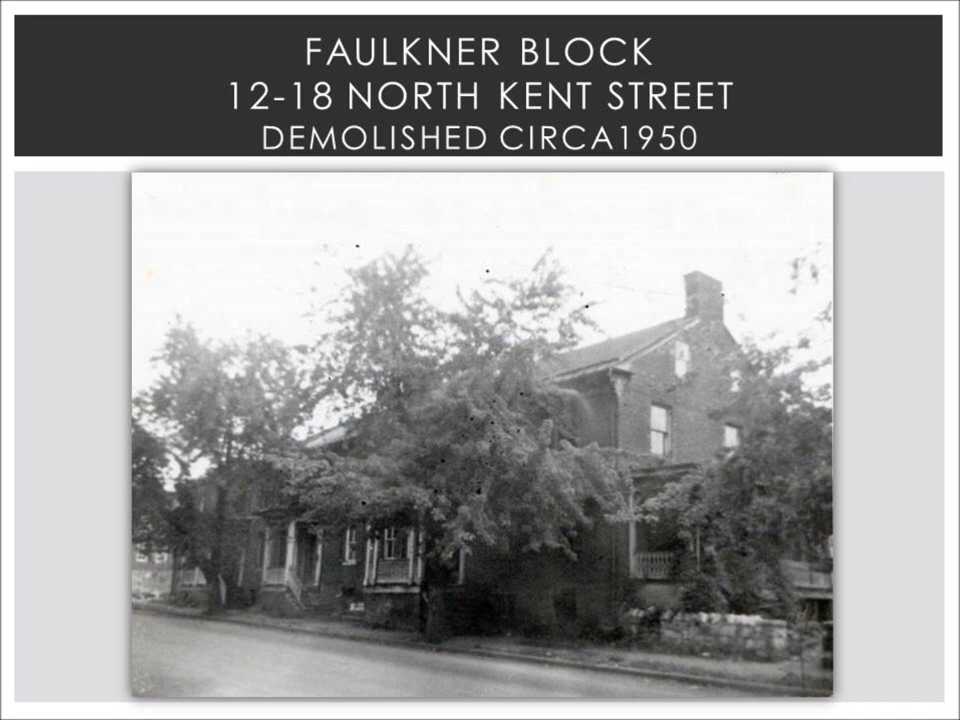 FAULKNER BLOCK
12-18 NORTH KENT STREET
DEMOLISHED CIRCA1950